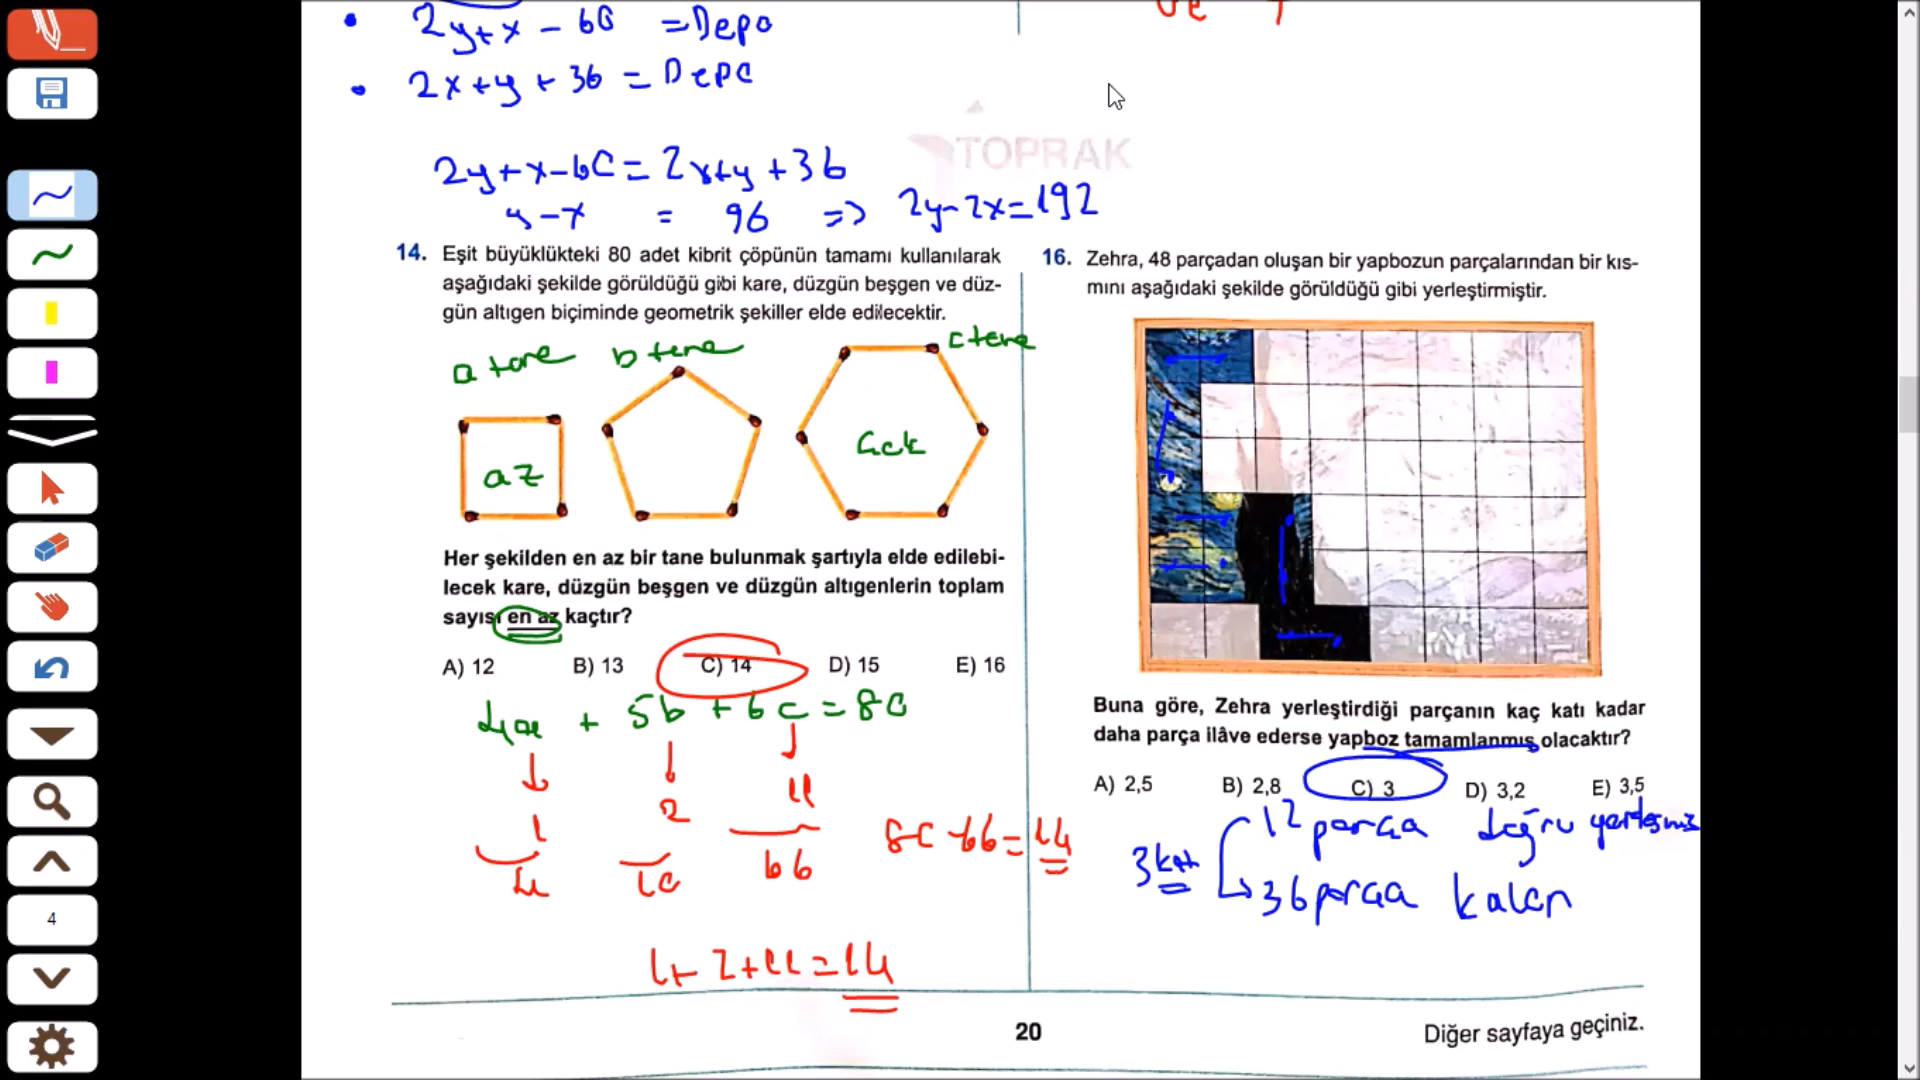 2y+x - 60 = Depo
2x+y + 36 = Depo
ve
TOPRAK
2y+x-60 = 2x+y+36
y-x = 96 => 2y-2x=192
14. Eşit büyüklükteki 80 adet kibrit çöpünün tamamı kullanılarak
aşağıdaki şekilde görüldüğü gibi kare, düzgün beşgen ve düz-
gün altıgen biçiminde geometrik şekiller elde edilecektir.
a tane b tane c tane
az
çok
Her şekilden en az bir tane bulunmak şartıyla elde edilebi-
lecek kare, düzgün beşgen ve düzgün altıgenlerin toplam
sayısı en az kaçtır?
A) 12 B) 13 C) 14 D) 15 E) 16
4a + 5b + 6c = 80
1 2 11
4 10 66
80-66=14
1+2+11=14
16. Zehra, 48 parçadan oluşan bir yapbozun parçalarından bir kıs-
mını aşağıdaki şekilde görüldüğü gibi yerleştirmiştir.
Buna göre, Zehra yerleştirdiği parçanın kaç katı kadar
daha parça ilâve ederse yapboz tamamlanmış olacaktır?
A) 2,5 B) 2,8 C) 3 D) 3,2 E) 3,5
12 parça doğru yerleşmiş
3 kat
36 parça kalan
20
Diğer sayfaya geçiniz.
4